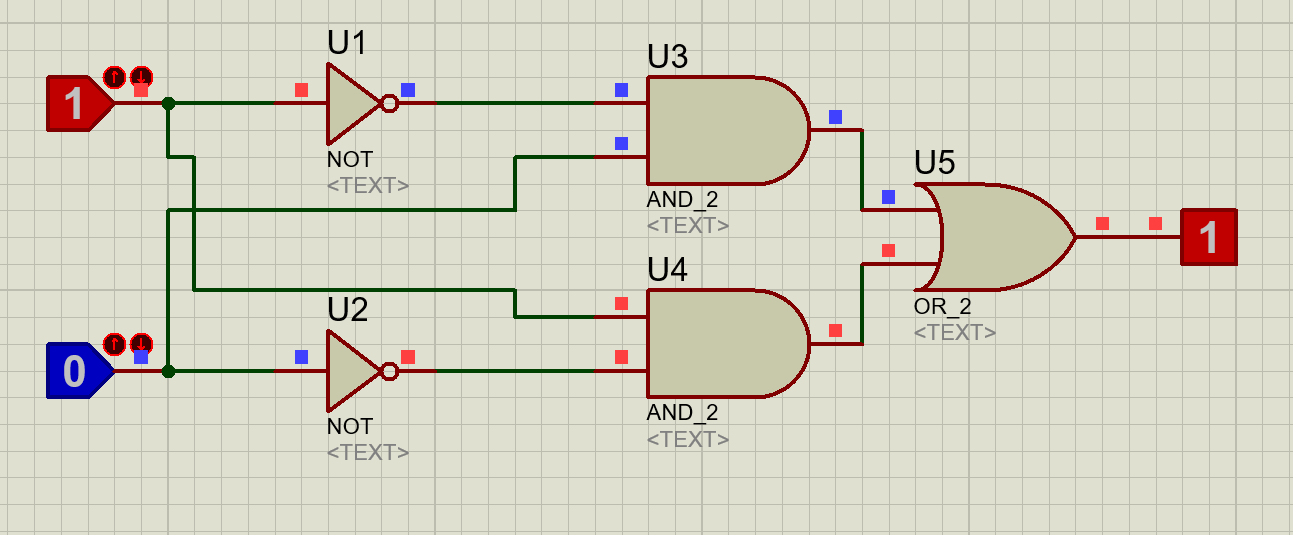 U1
1
NOT
<TEXT>
U3
AND_2
<TEXT>
U5
1
OR_2
<TEXT>
U4
AND_2
<TEXT>
U2
0
NOT
<TEXT>